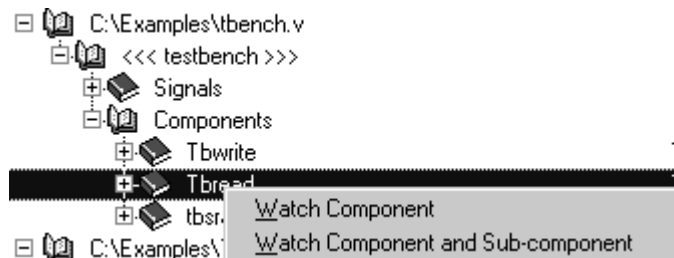 C:\Examples\tbench.v
<<< testbench >>>
Signals
Components
Tbwrite
Tbread
Watch Component
Watch Component and Sub-component
C:\Examples\